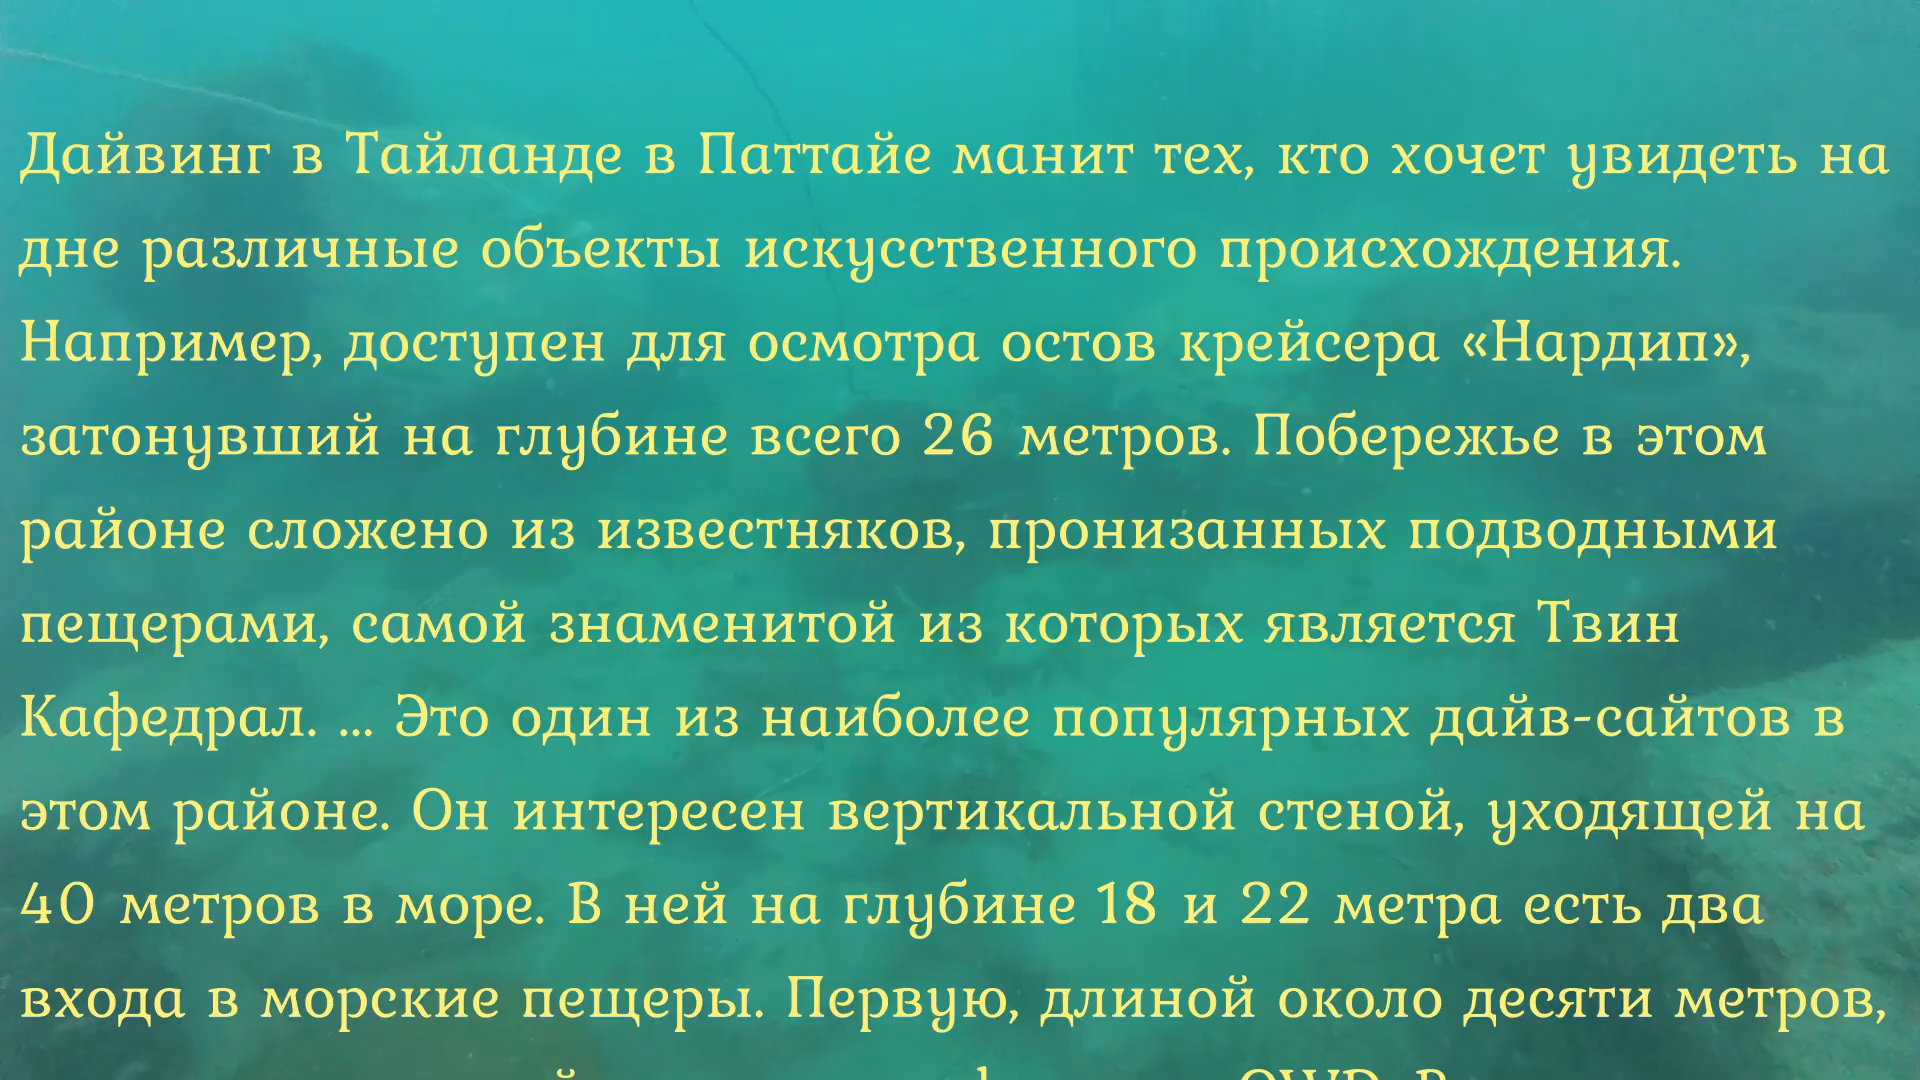 Дайвинг в Тайланде в Паттайе манит тех, кто хочет увидеть на
дне различные объекты искусственного происхождения.
Например, доступен для осмотра остов крейсера «Нардип»,
затонувший на глубине всего 26 метров. Побережье в этом
районе сложено из известняков, пронизанных подводными
пещерами, самой знаменитой из которых является Твин
Кафедрал. ... Это один из наиболее популярных дайв-сайтов в
этом районе. Он интересен вертикальной стеной, уходящей на
40 метров в море. В ней на глубине 18 и 22 метра есть два
входа в морские пещеры. Первую, длиной около десяти метров,